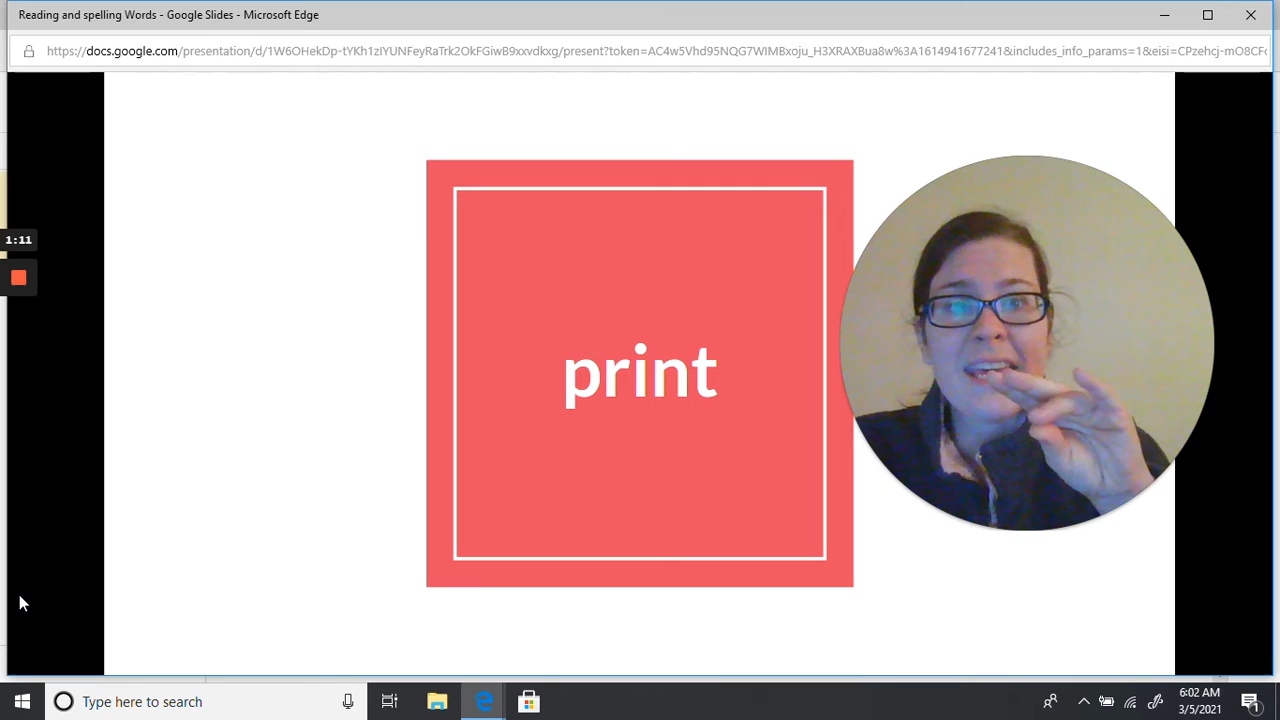 Reading and spelling Words - Google Slides - Microsoft Edge
https://docs.google.com/presentation/d/1W6OHekDp-tYKh1zIYUNFeyRaTrk2OkFGiwB9xxvdkxg/present?token=AC4w5Vhd95NQG7WIMBxoju_H3XRAXBua8w%3A1614941677241&includes_info_params=1&eisi=CPzehcj-mO8CF
1:11
print
Type here to search
6:02 AM
3/5/2021
1